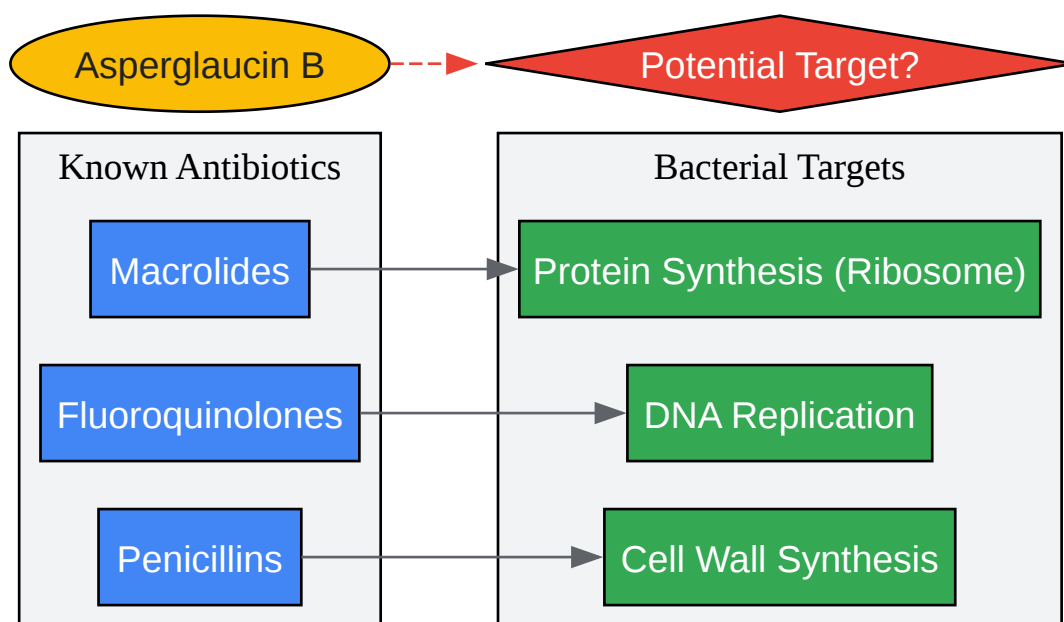 Asperglaucin B
Potential Target?
Known Antibiotics
Bacterial Targets
Macrolides
Protein Synthesis (Ribosome)
Fluoroquinolones
DNA Replication
Penicillins
Cell Wall Synthesis